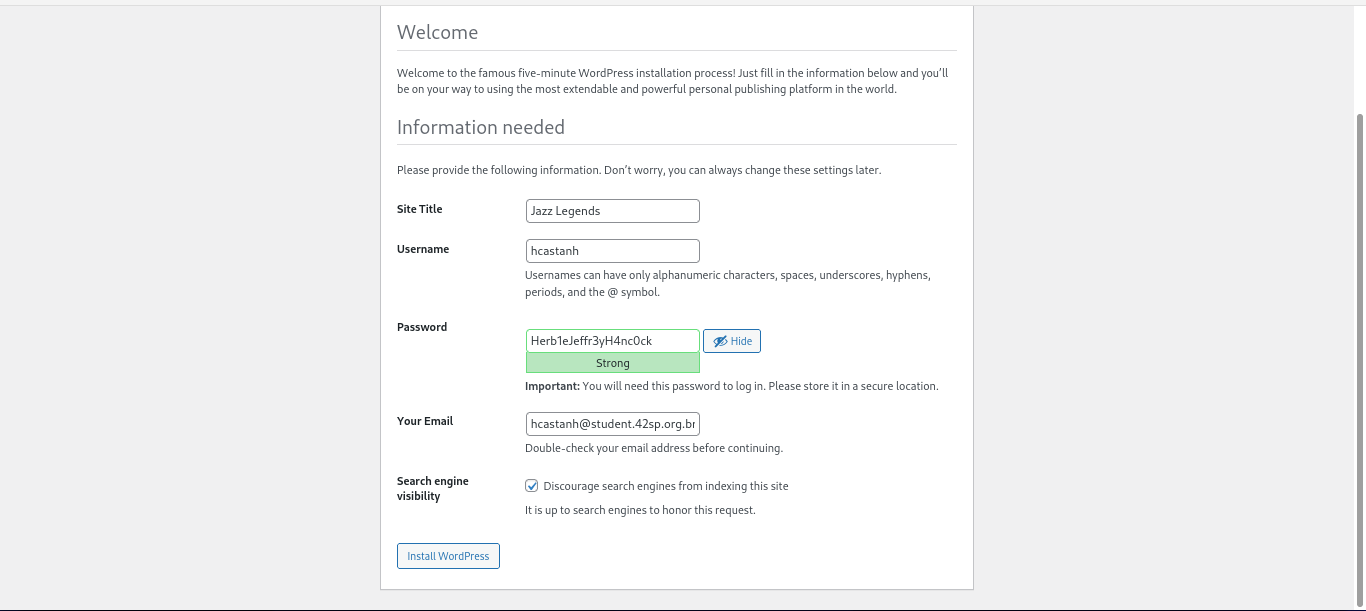 Welcome
Welcome to the famous five-minute WordPress installation process! Just fill in the information below and you’ll
be on your way to using the most extendable and powerful personal publishing platform in the world.
Information needed
Please provide the following information. Don’t worry, you can always change these settings later.
Site Title
Jazz Legends
Username
hcastanh
Usernames can have only alphanumeric characters, spaces, underscores, hyphens,
periods, and the @ symbol.
Password
Herb1eJeffr3yH4nc0ck
Hide
Strong
Important: You will need this password to log in. Please store it in a secure location.
Your Email
hcastanh@student.42sp.org.br
Double-check your email address before continuing.
Search engine
visibility
Discourage search engines from indexing this site
It is up to search engines to honor this request.
Install WordPress